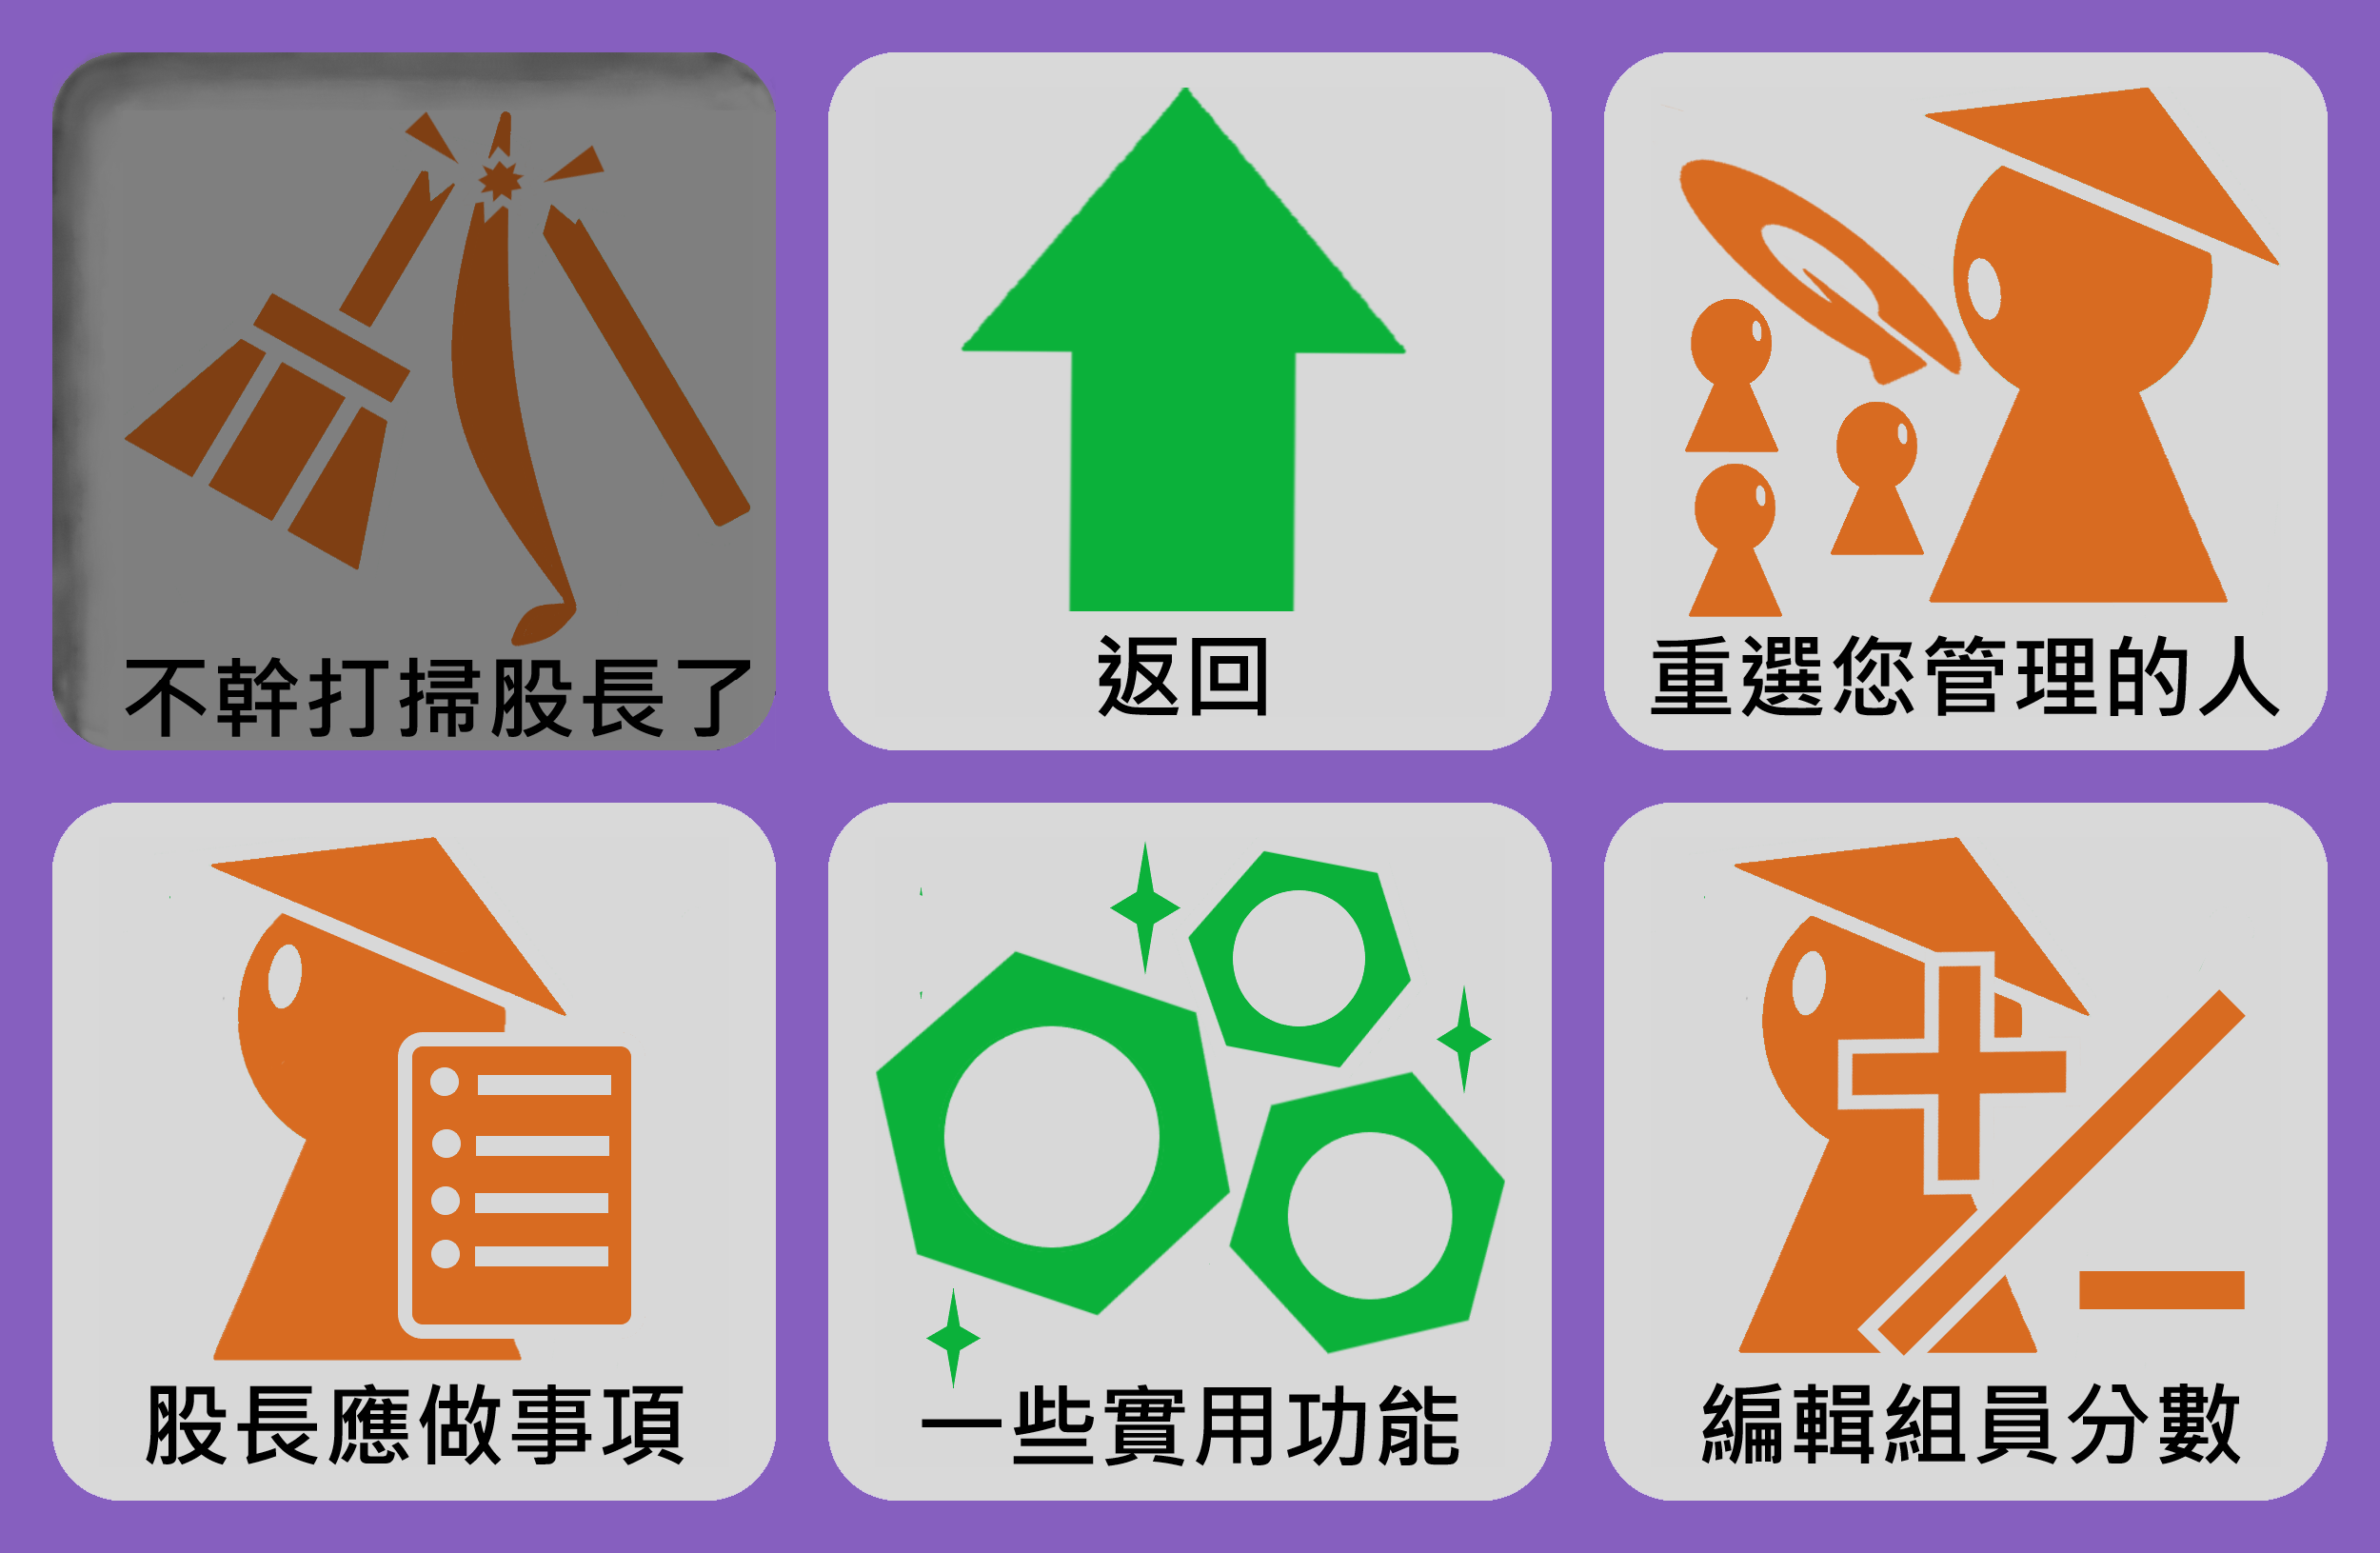 不幹打掃股長了
返回
重選您管理的人
股長應做事項
一些實用功能
編輯組員分數